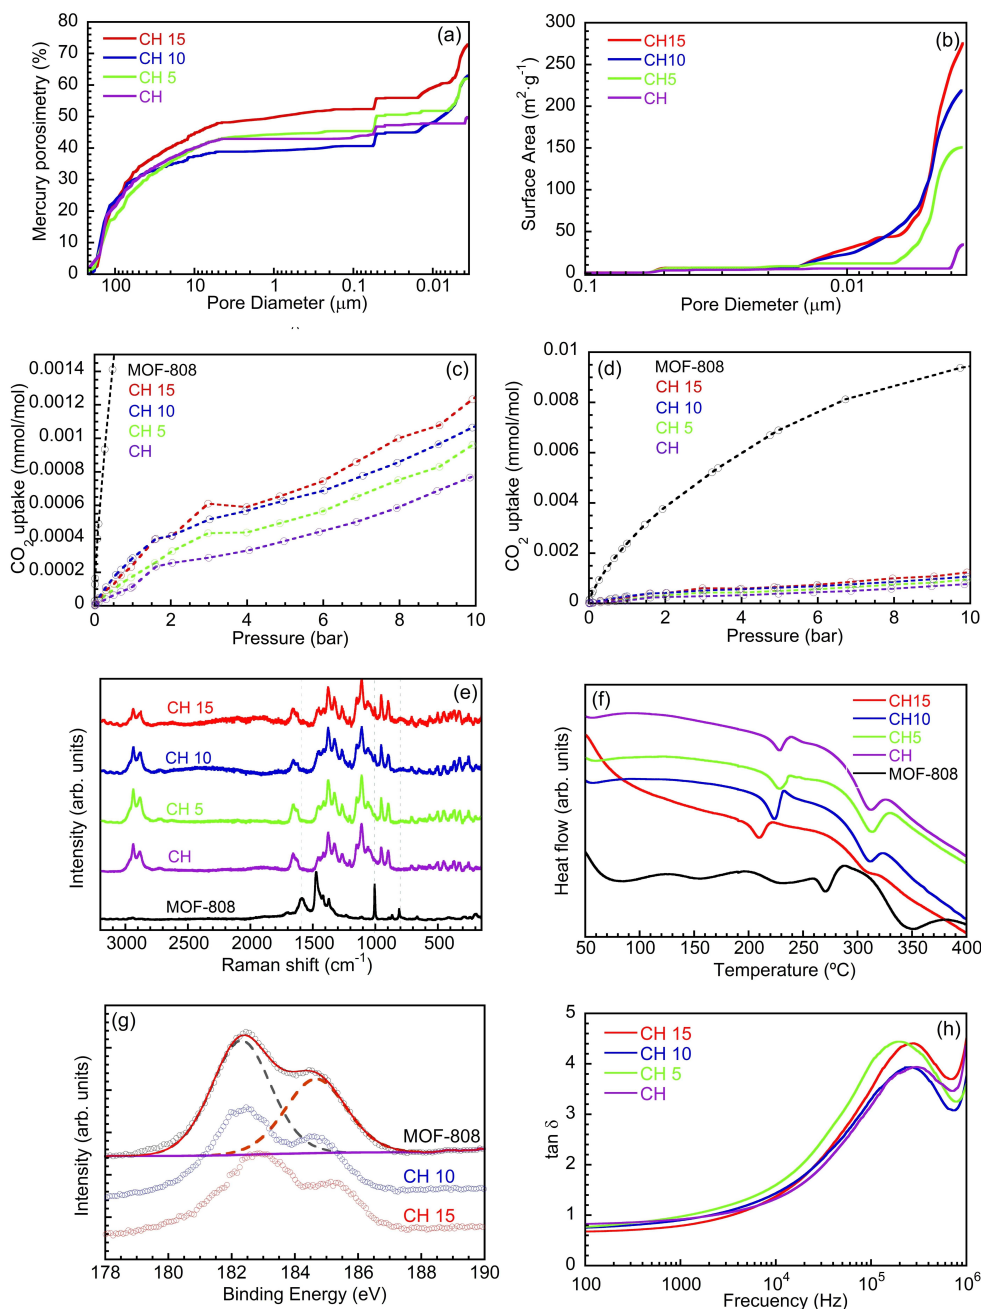 (a)
CH 15
CH 10
CH 5
CH
Mercury porosimetry (%)
80
70
60
50
40
30
20
10
0
100 10 1 0.1 0.01
Pore Diameter (μm)
(b)
CH15
CH10
CH5
CH
Surface Area (m²·g⁻¹)
300
250
200
150
100
50
0
0.1 0.01
Pore Diemeter (μm)
(c)
MOF-808
CH 15
CH 10
CH 5
CH
CO₂ uptake (mmol/mol)
0.0014
0.0012
0.001
0.0008
0.0006
0.0004
0.0002
0
0 2 4 6 8 10
Pressure (bar)
(d)
MOF-808
CH 15
CH 10
CH 5
CH
CO₂ uptake (mmol/mol)
0.01
0.008
0.006
0.004
0.002
0
0 2 4 6 8 10
Pressure (bar)
(e)
CH 15
CH 10
CH 5
CH
MOF-808
Intensity (arb. units)
3000 2500 2000 1500 1000 500
Raman shift (cm⁻¹)
(f)
CH15
CH10
CH5
CH
MOF-808
Heat flow (arb. units)
50 100 150 200 250 300 350 400
Temperature (ºC)
(g)
MOF-808
CH 10
CH 15
Intensity (arb. units)
178 180 182 184 186 188 190
Binding Energy (eV)
(h)
CH 15
CH 10
CH 5
CH
tan δ
5
4
3
2
1
0
100 1000 10⁴ 10⁵ 10⁶
Frecuency (Hz)